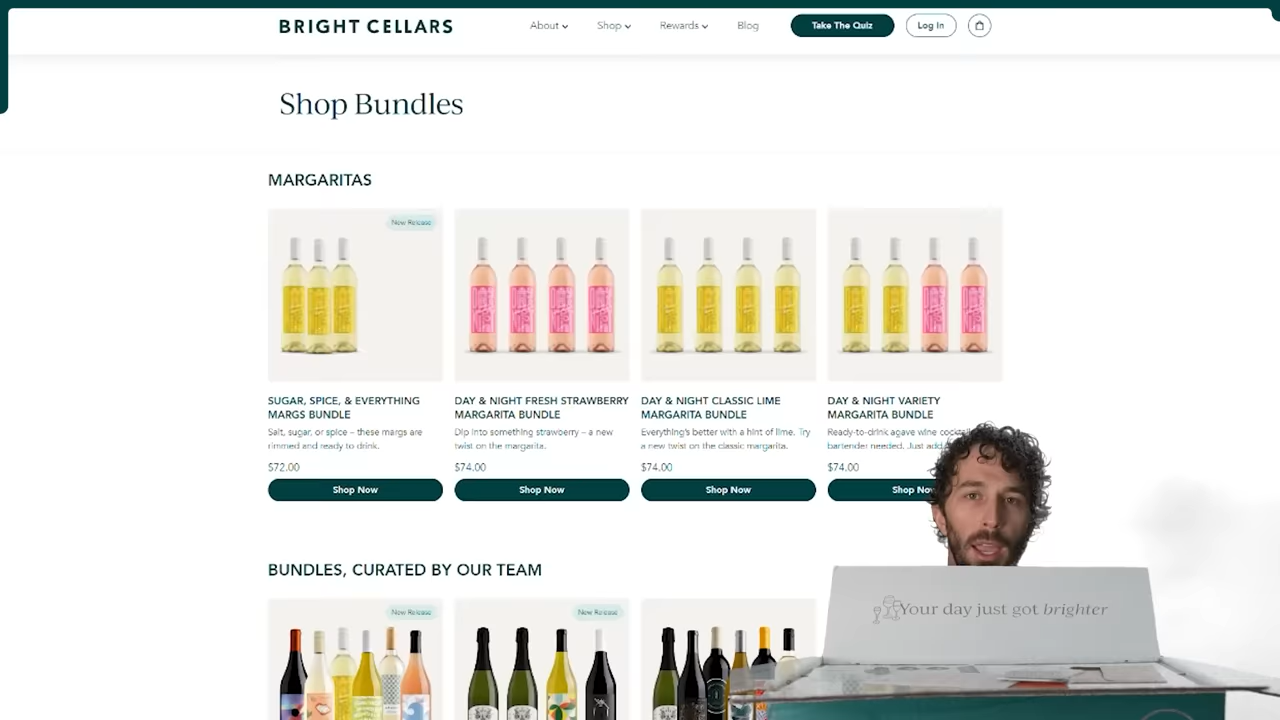 BRIGHT CELLARS
About
Shop
Rewards
Blog
Take The Quiz
Log In
Shop Bundles
MARGARITAS
New Release
SUGAR, SPICE, & EVERYTHING
MARGS BUNDLE
Salt, sugar, or spice – these margs are
rimmed and ready to drink.
$72.00
Shop Now
DAY & NIGHT FRESH STRAWBERRY
MARGARITA BUNDLE
Dip into something strawberry – a new
twist on the margarita.
$74.00
Shop Now
DAY & NIGHT CLASSIC LIME
MARGARITA BUNDLE
Everything's better with a hint of lime. Try
a new twist on the classic margarita.
$74.00
Shop Now
DAY & NIGHT VARIETY
MARGARITA BUNDLE
Ready-to-drink agave wine
bartender needed. Just
$74.00
Shop Now
BUNDLES, CURATED BY OUR TEAM
New Release
New Release
Your day just got brighter